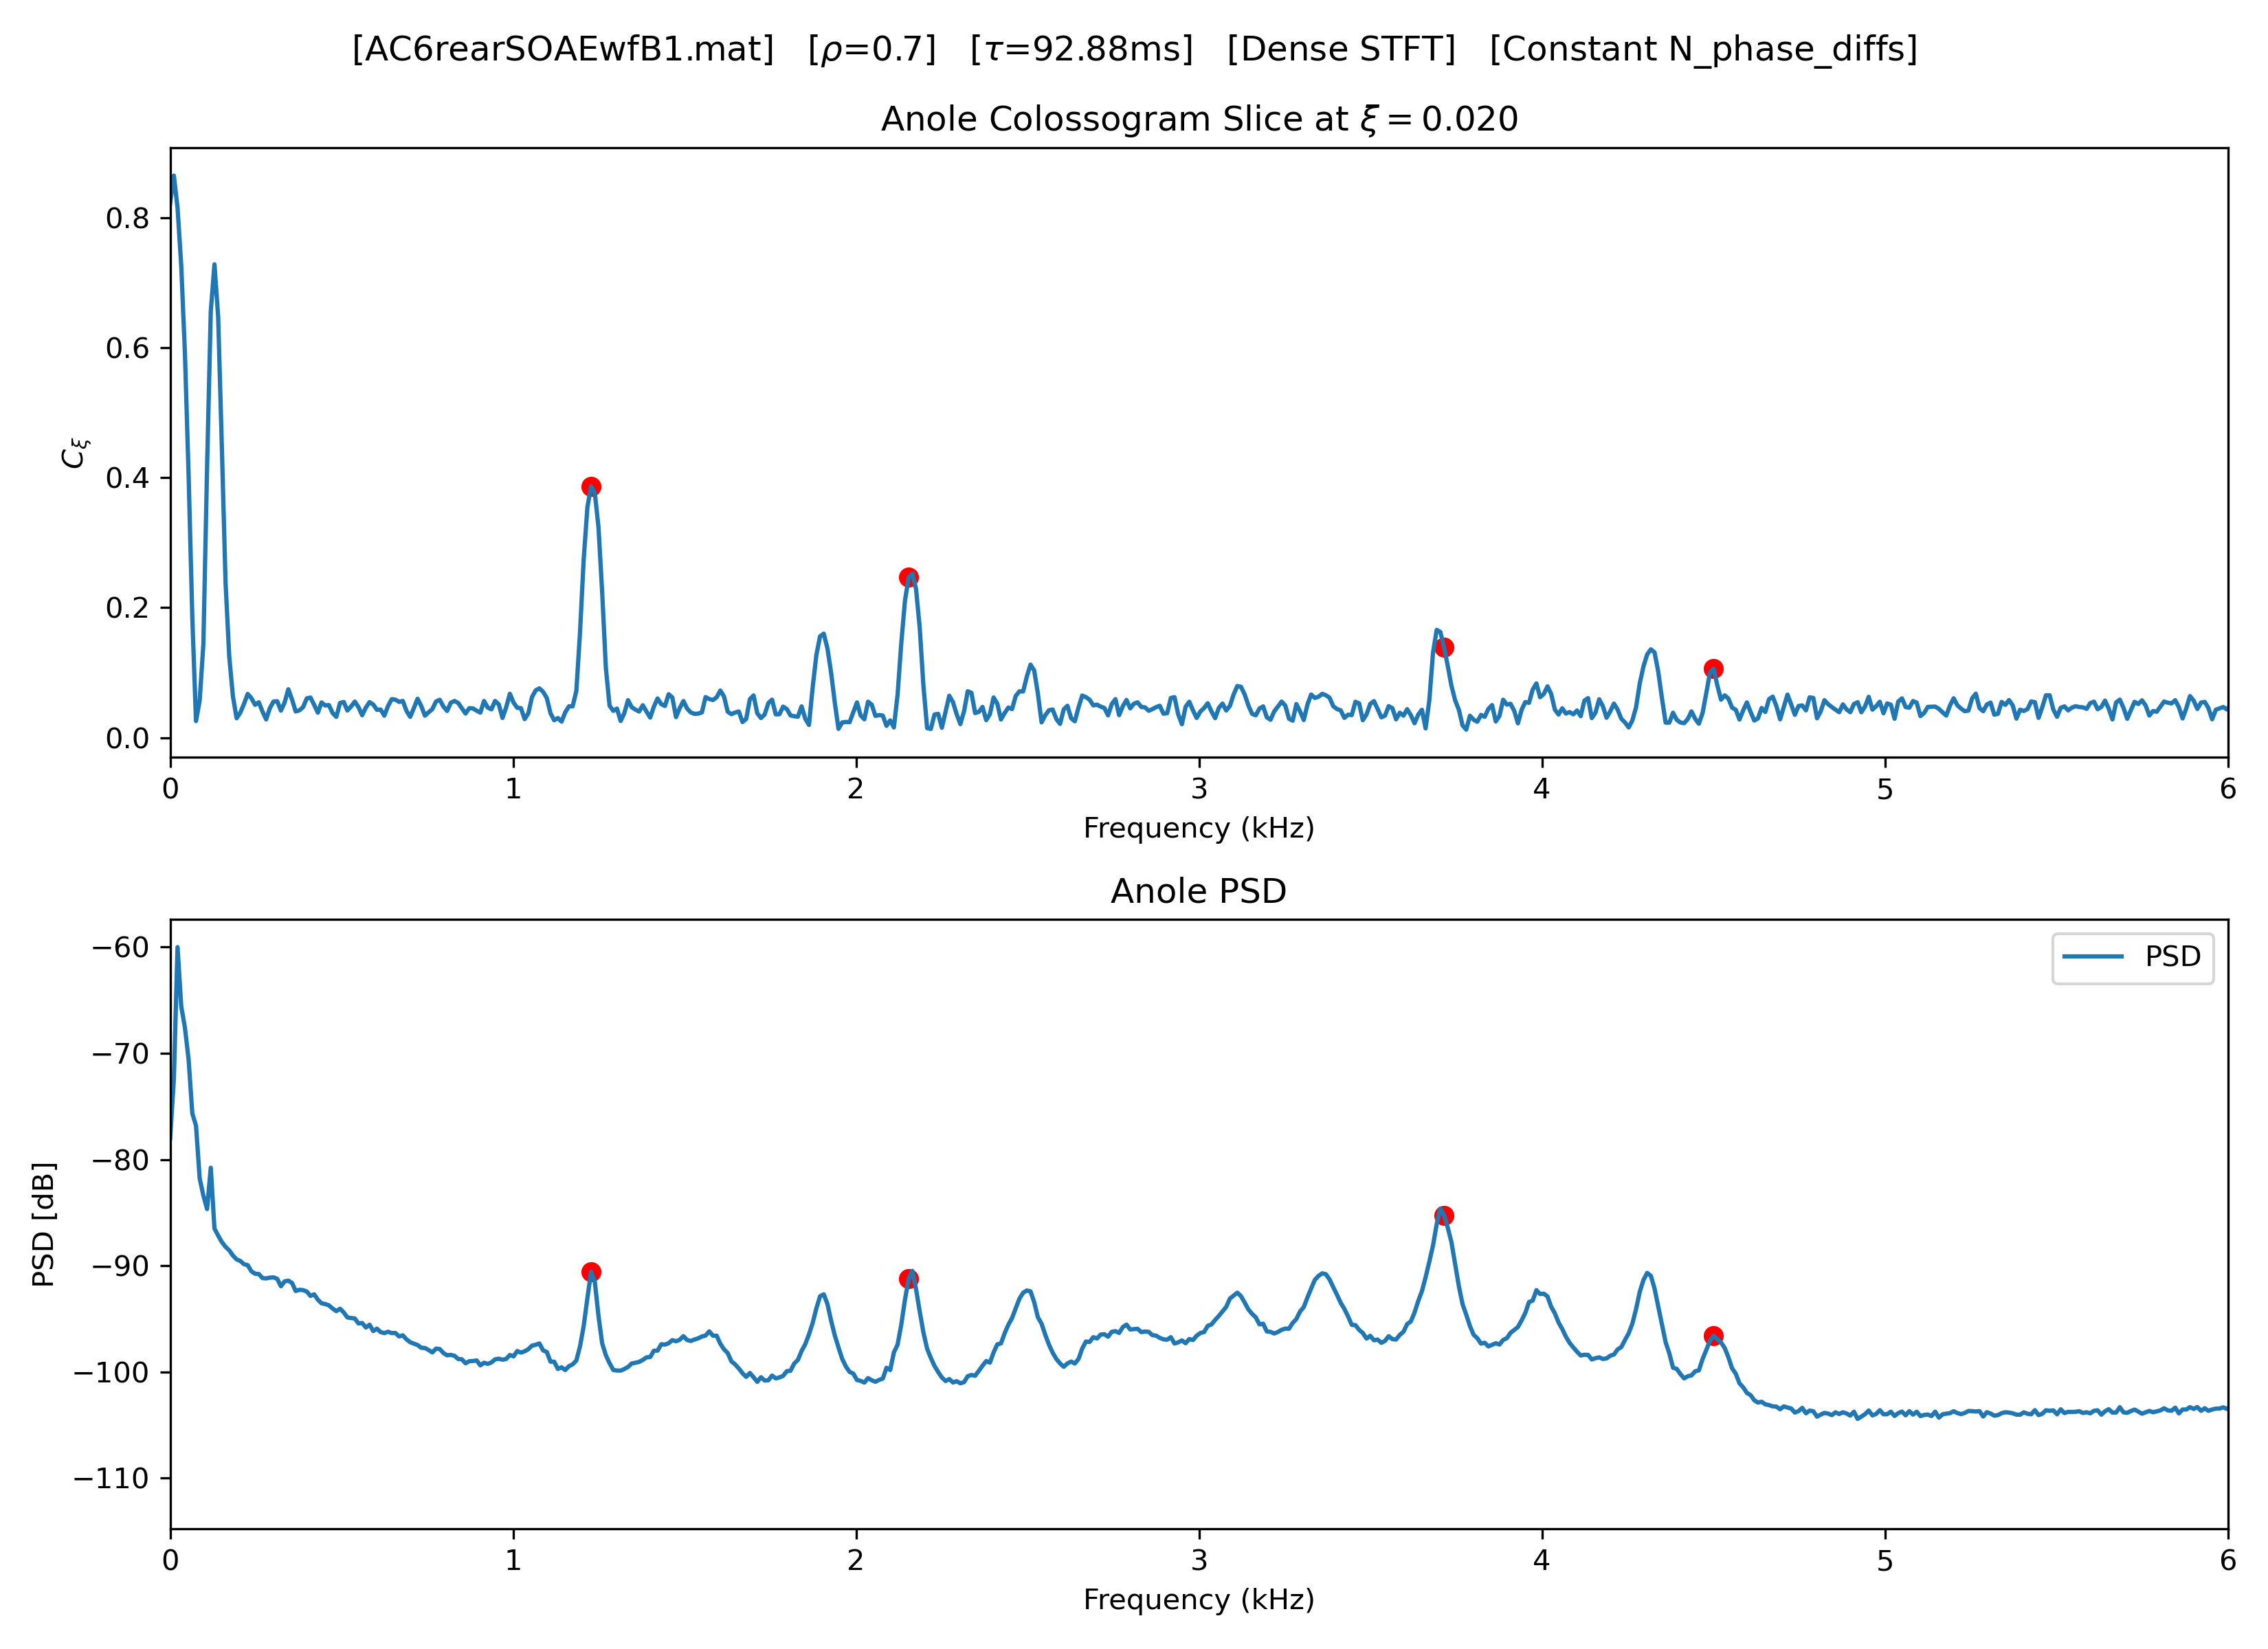 [AC6rearSOAEwfB1.mat] [ρ=0.7] [τ=92.88ms] [Dense STFT] [Constant N_phase_diffs]
Anole Colossogram Slice at ξ = 0.020
0.8
0.6
0.4
0.2
0.0
C_ξ
0 1 2 3 4 5 6
Frequency (kHz)
Anole PSD
PSD
−60
−70
−80
−90
−100
−110
PSD [dB]
0 1 2 3 4 5 6
Frequency (kHz)